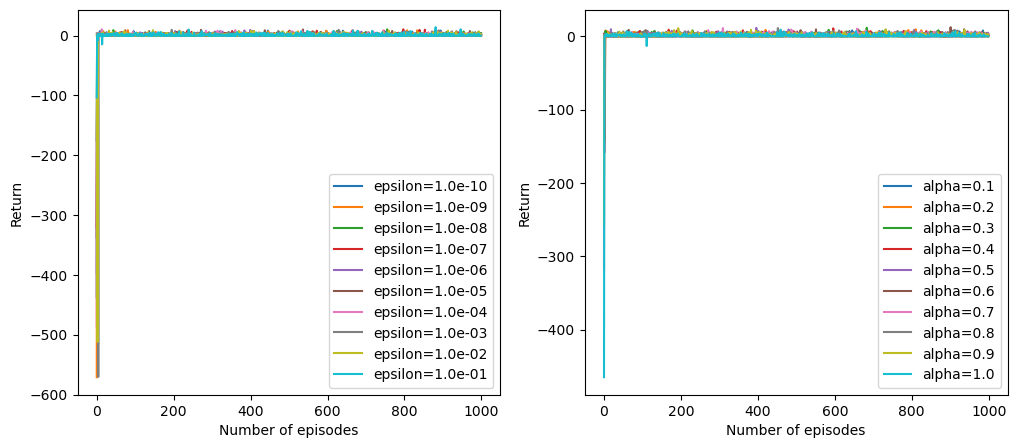 0
−100
−200
−300
−400
−500
−600
Return
0
200
400
600
800
1000
Number of episodes
epsilon=1.0e-10
epsilon=1.0e-09
epsilon=1.0e-08
epsilon=1.0e-07
epsilon=1.0e-06
epsilon=1.0e-05
epsilon=1.0e-04
epsilon=1.0e-03
epsilon=1.0e-02
epsilon=1.0e-01
0
−100
−200
−300
−400
Return
0
200
400
600
800
1000
Number of episodes
alpha=0.1
alpha=0.2
alpha=0.3
alpha=0.4
alpha=0.5
alpha=0.6
alpha=0.7
alpha=0.8
alpha=0.9
alpha=1.0